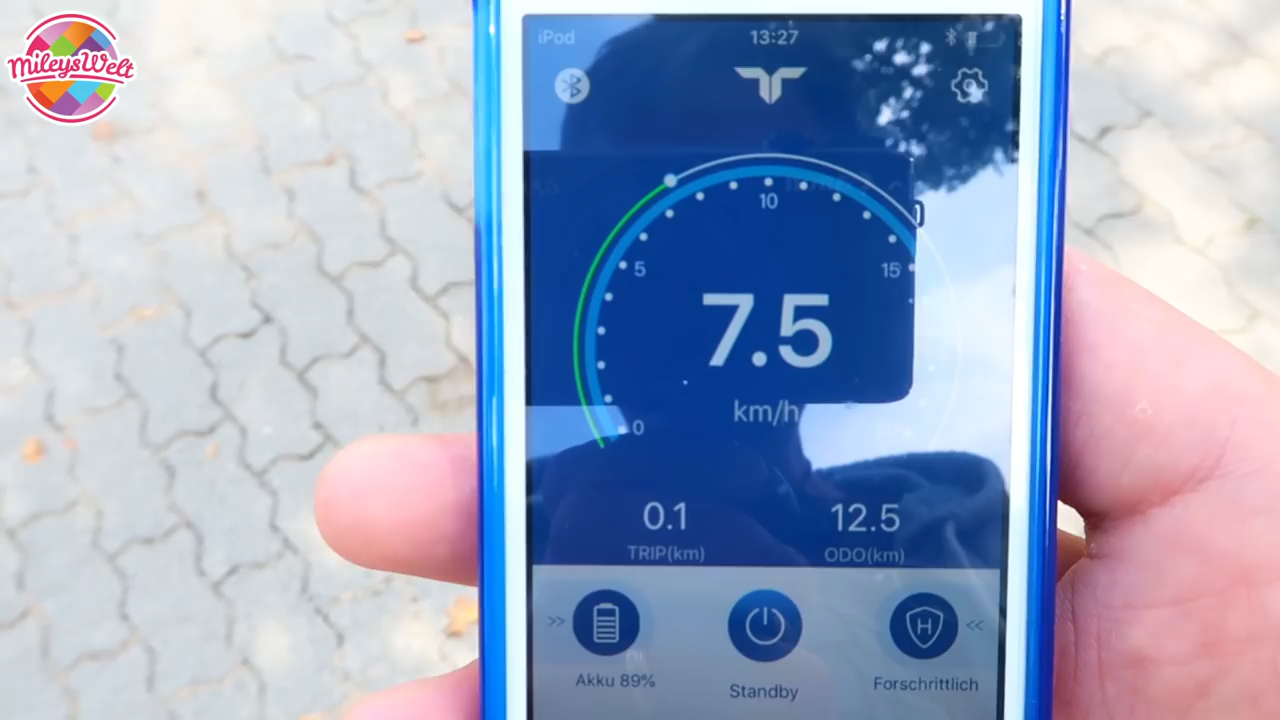 MileysWelt
iPod
13:27
10
5
15
7.5
km/h
0
0.1
12.5
TRIP(km)
ODO(km)
>>
H
<<
Akku 89%
Standby
Forschrittlich